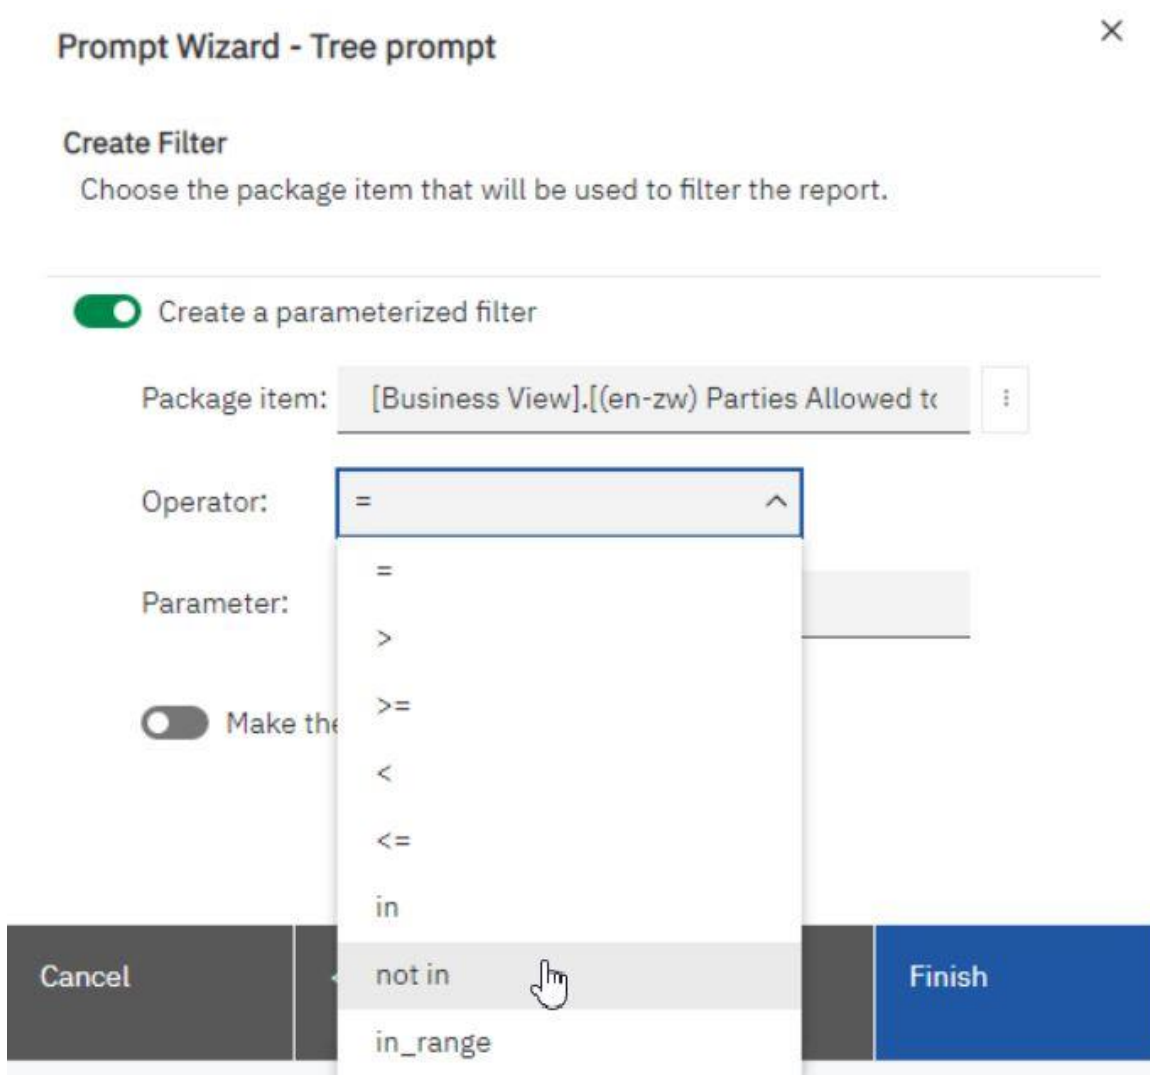 Prompt Wizard - Tree prompt
Create Filter
Choose the package item that will be used to filter the report.
Create a parameterized filter
Package item: [Business View].[(en-zw) Parties Allowed to
Operator: =
=
Parameter:
>
>=
Make the
<
<=
in
Cancel
not in
Finish
in_range